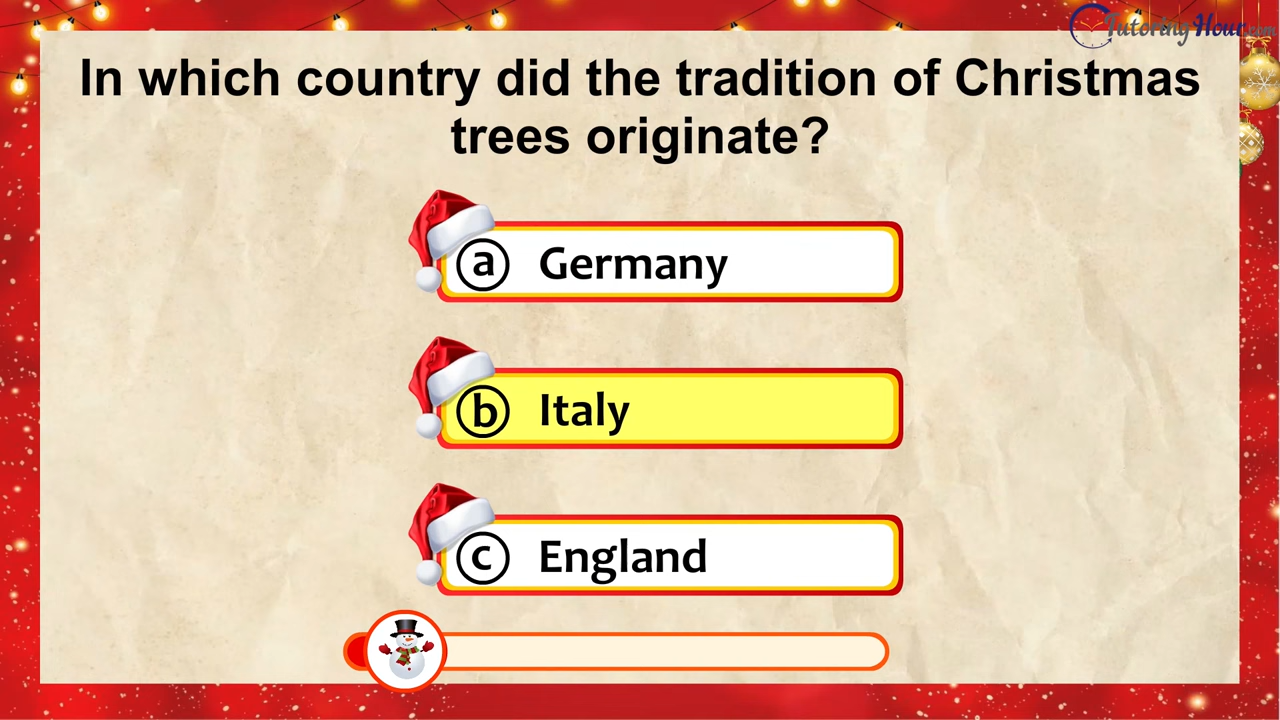 TutoringHour.com
In which country did the tradition of Christmas
trees originate?
a Germany
b Italy
c England